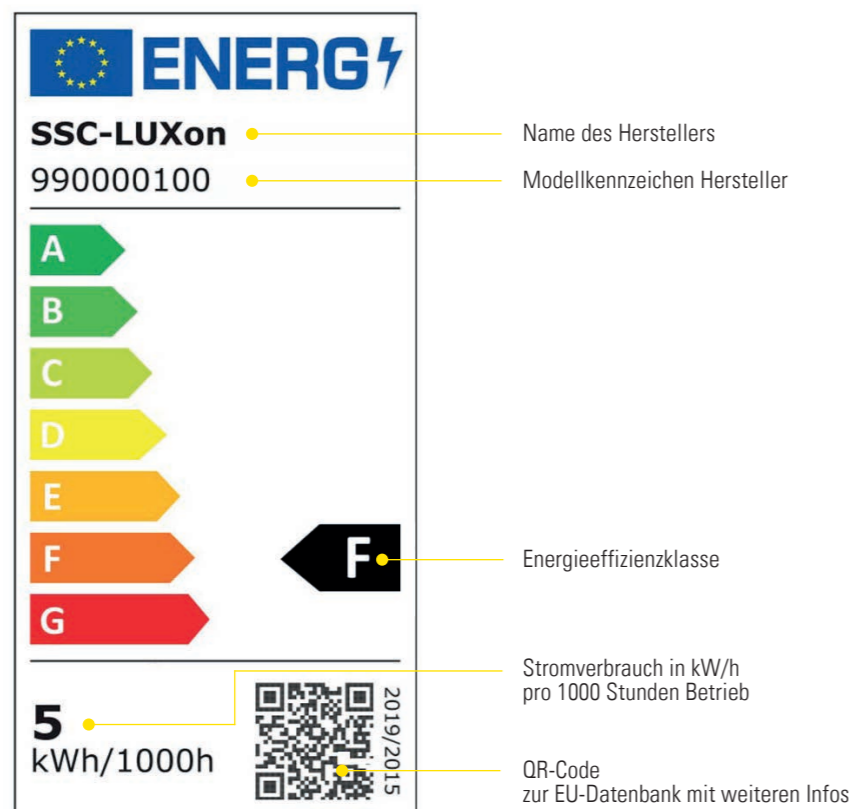 ENERG
SSC-LUXon
Name des Herstellers
990000100
Modellkennzeichen Hersteller
A
B
C
D
E
F
F
Energieeffizienzklasse
G
Stromverbrauch in kW/h
pro 1000 Stunden Betrieb
5
kWh/1000h
2019/2015
QR-Code
zur EU-Datenbank mit weiteren Infos